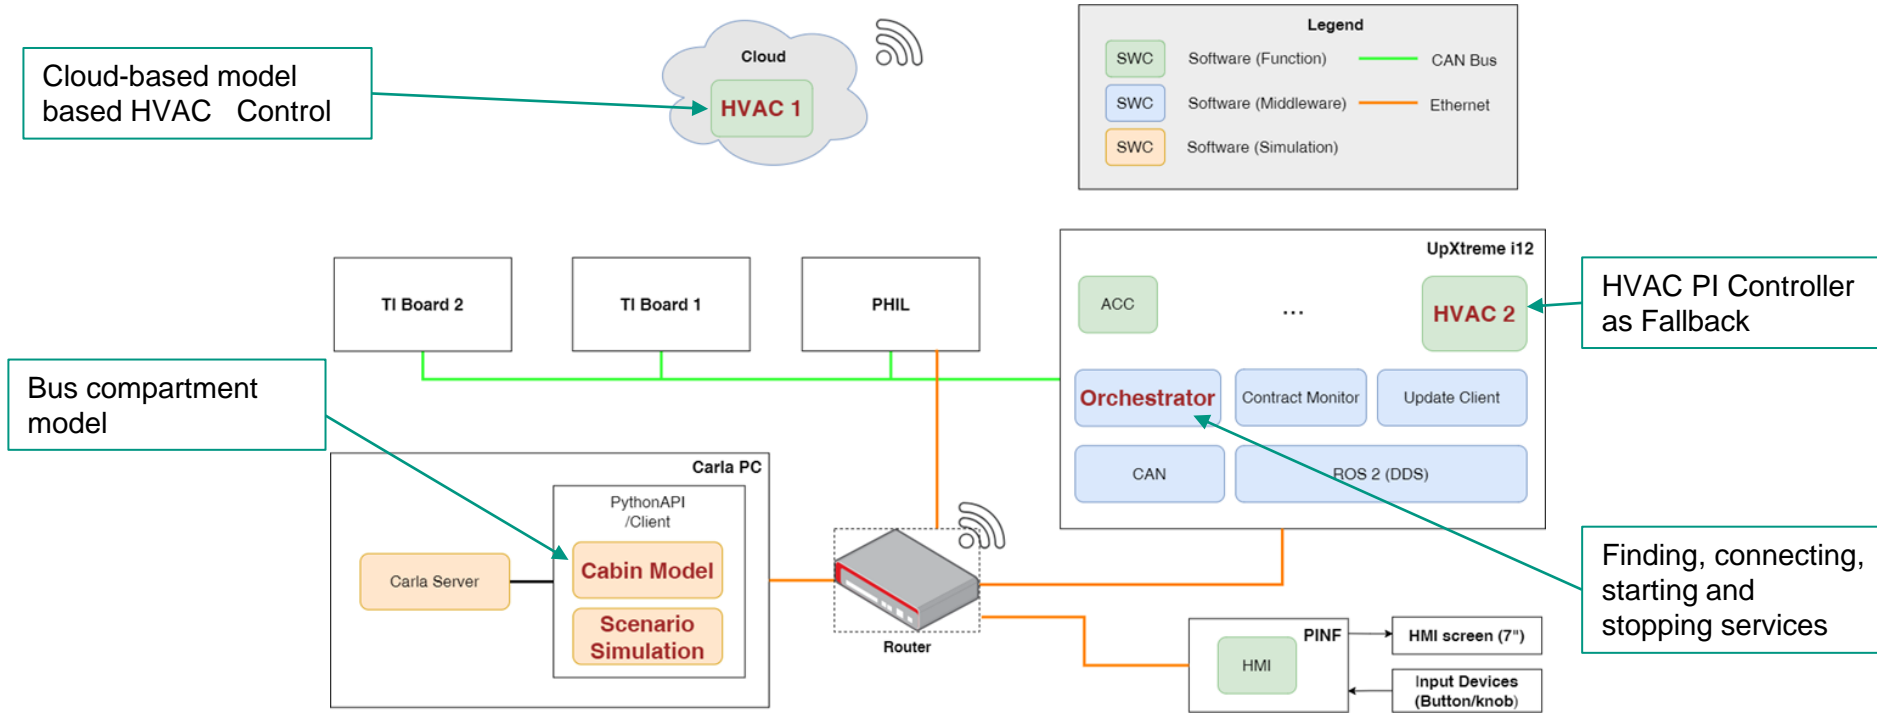 Cloud-based model
based HVAC Control
Cloud
HVAC 1
Legend
SWC Software (Function) CAN Bus
SWC Software (Middleware) Ethernet
SWC Software (Simulation)
TI Board 2
TI Board 1
PHIL
UpXtreme i12
ACC
...
HVAC 2
HVAC PI Controller
as Fallback
Orchestrator
Contract Monitor
Update Client
CAN
ROS 2 (DDS)
Bus compartment
model
Carla PC
PythonAPI
/Client
Carla Server
Cabin Model
Scenario
Simulation
Router
Finding, connecting,
starting and
stopping services
PINF
HMI
HMI screen (7")
Input Devices
(Button/knob)